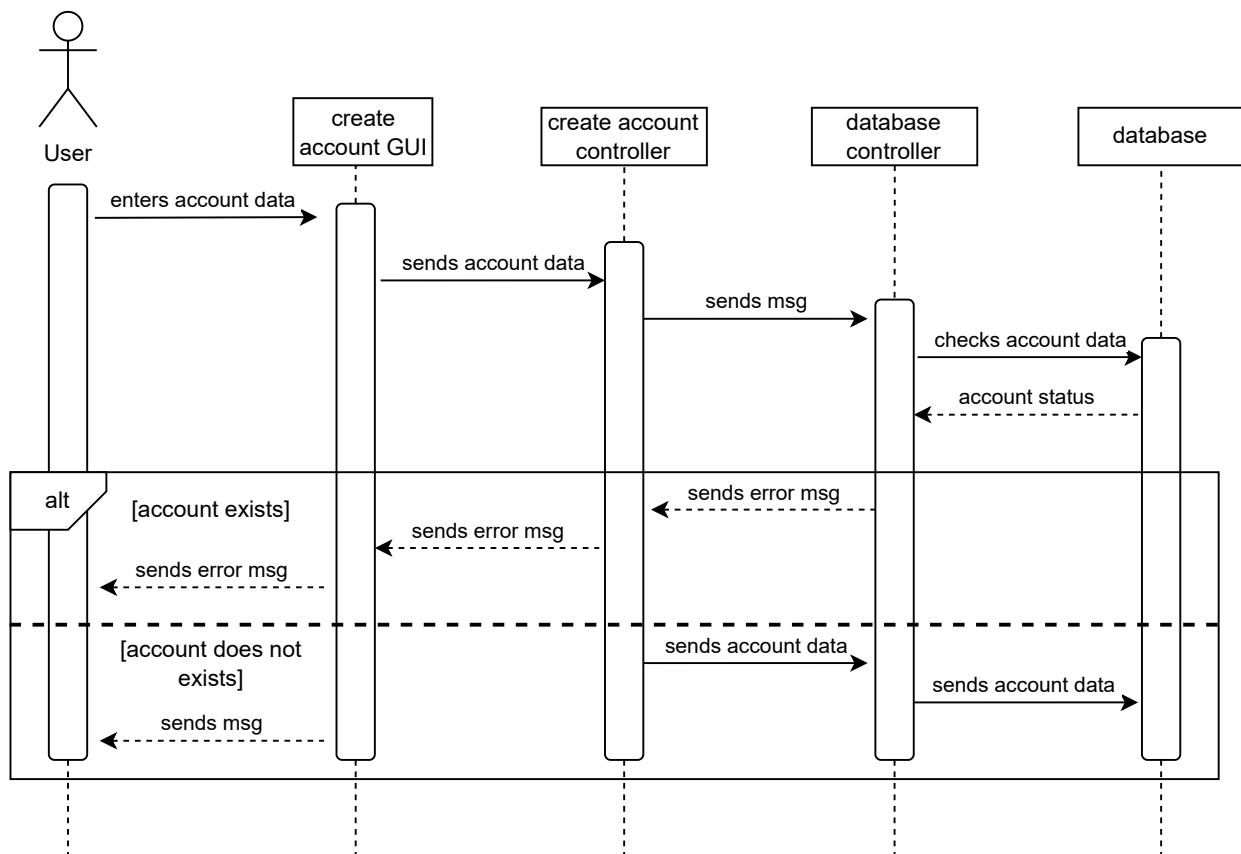 User
create
account GUI
create account
controller
database
controller
database
enters account data
sends account data
sends msg
checks account data
account status
alt
[account exists]
sends error msg
sends error msg
sends error msg
[account does not
exists]
sends account data
sends account data
sends msg